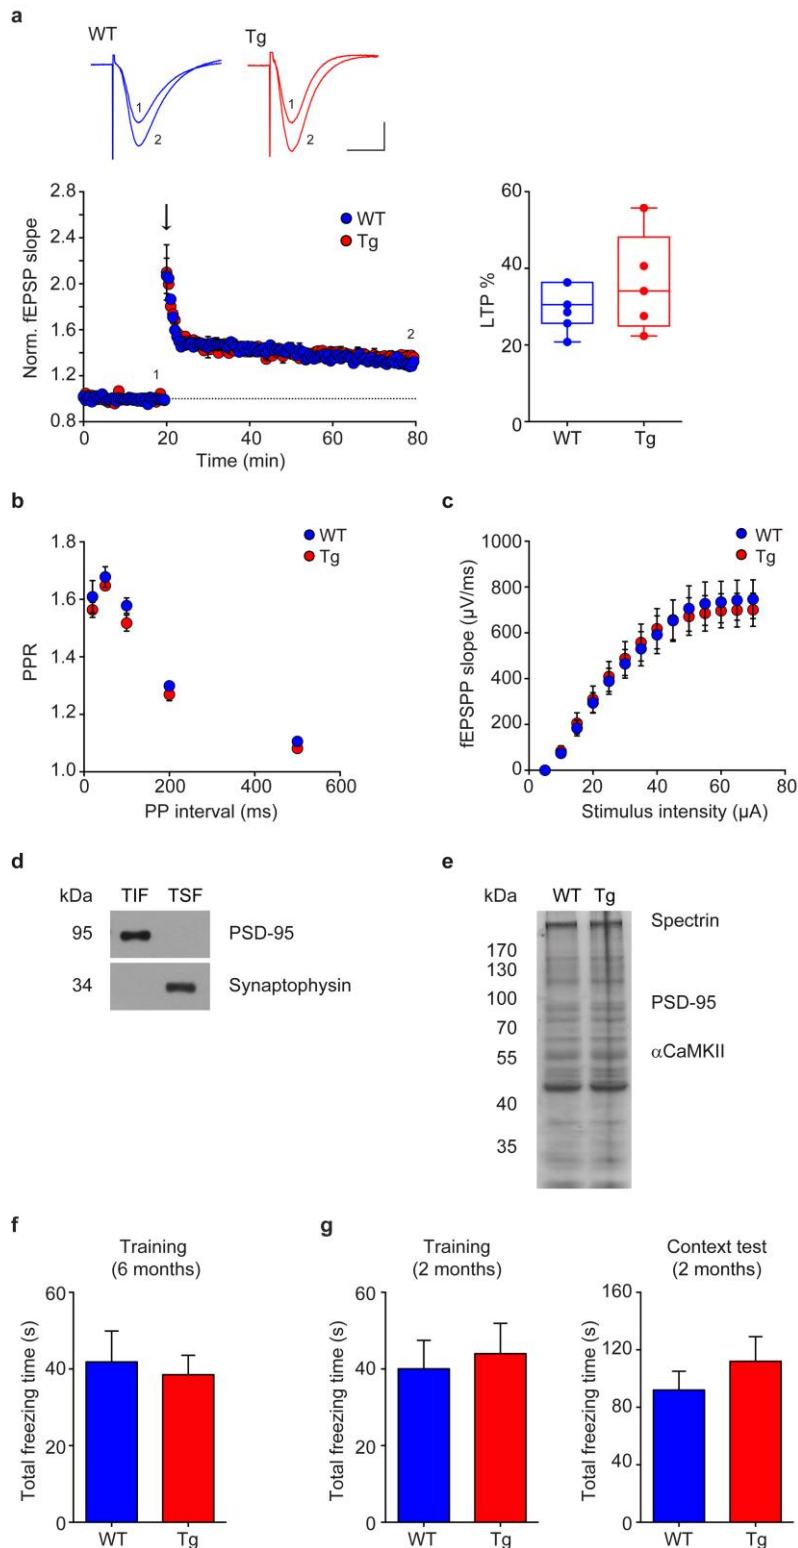 a
WT
Tg
1
2
1
2
Norm. fEPSP slope
2.8
2.4
2.0
1.6
1.2
0.8
WT
Tg
1
2
0
20
40
60
80
Time (min)
LTP %
60
40
20
0
WT
Tg
b
PPR
1.8
1.6
1.4
1.2
1.0
WT
Tg
0
200
400
600
PP interval (ms)
c
fEPSPP slope (µV/ms)
1000
800
600
400
200
0
WT
Tg
0
20
40
60
80
Stimulus intensity (µA)
d
kDa TIF TSF
95 PSD-95
34 Synaptophysin
e
kDa WT Tg
Spectrin
170
130
100 PSD-95
70
55 αCaMKII
40
35
f
Training
(6 months)
Total freezing time (s)
60
40
20
0
WT
Tg
g
Training
(2 months)
Total freezing time (s)
60
40
20
0
WT
Tg
Context test
(2 months)
Total freezing time (s)
160
120
80
40
0
WT
Tg